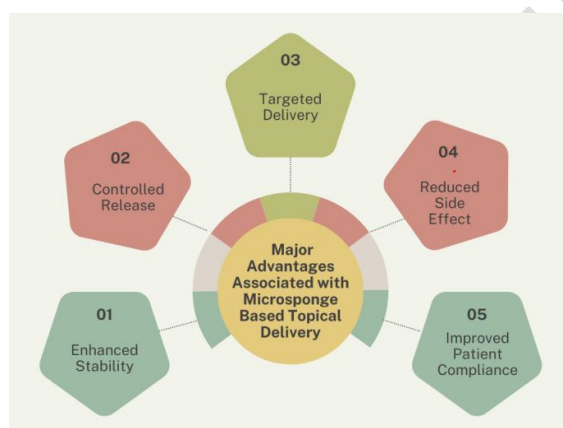 03
Targeted
Delivery
02
Controlled
Release
04
Reduced
Side
Effect
Major
Advantages
Associated with
Microsponge
Based Topical
Delivery
01
Enhanced
Stability
05
Improved
Patient
Compliance